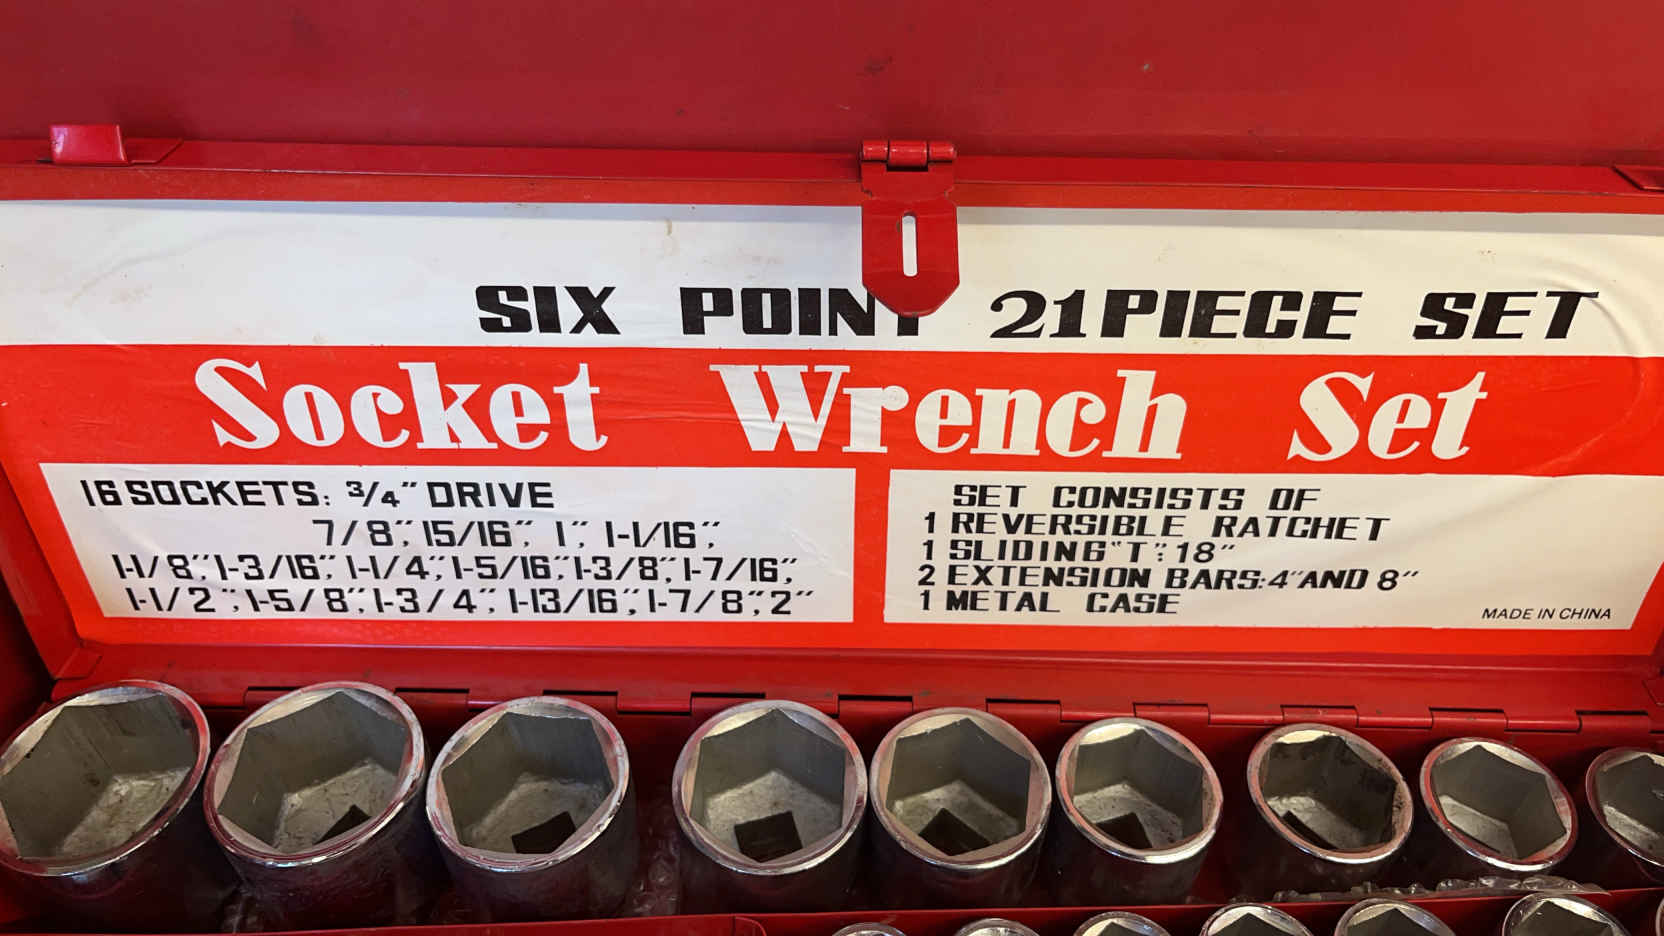 SIX POINT 21 PIECE SET
Socket Wrench Set
16 SOCKETS: 3/4" DRIVE
7/8", 15/16", 1", 1-1/16",
1-1/8", 1-3/16", 1-1/4", 1-5/16", 1-3/8", 1-7/16",
1-1/2", 1-5/8", 1-3/4", 1-13/16", 1-7/8", 2"
SET CONSISTS OF
1 REVERSIBLE RATCHET
1 SLIDING "T": 18"
2 EXTENSION BARS: 4" AND 8"
1 METAL CASE
MADE IN CHINA